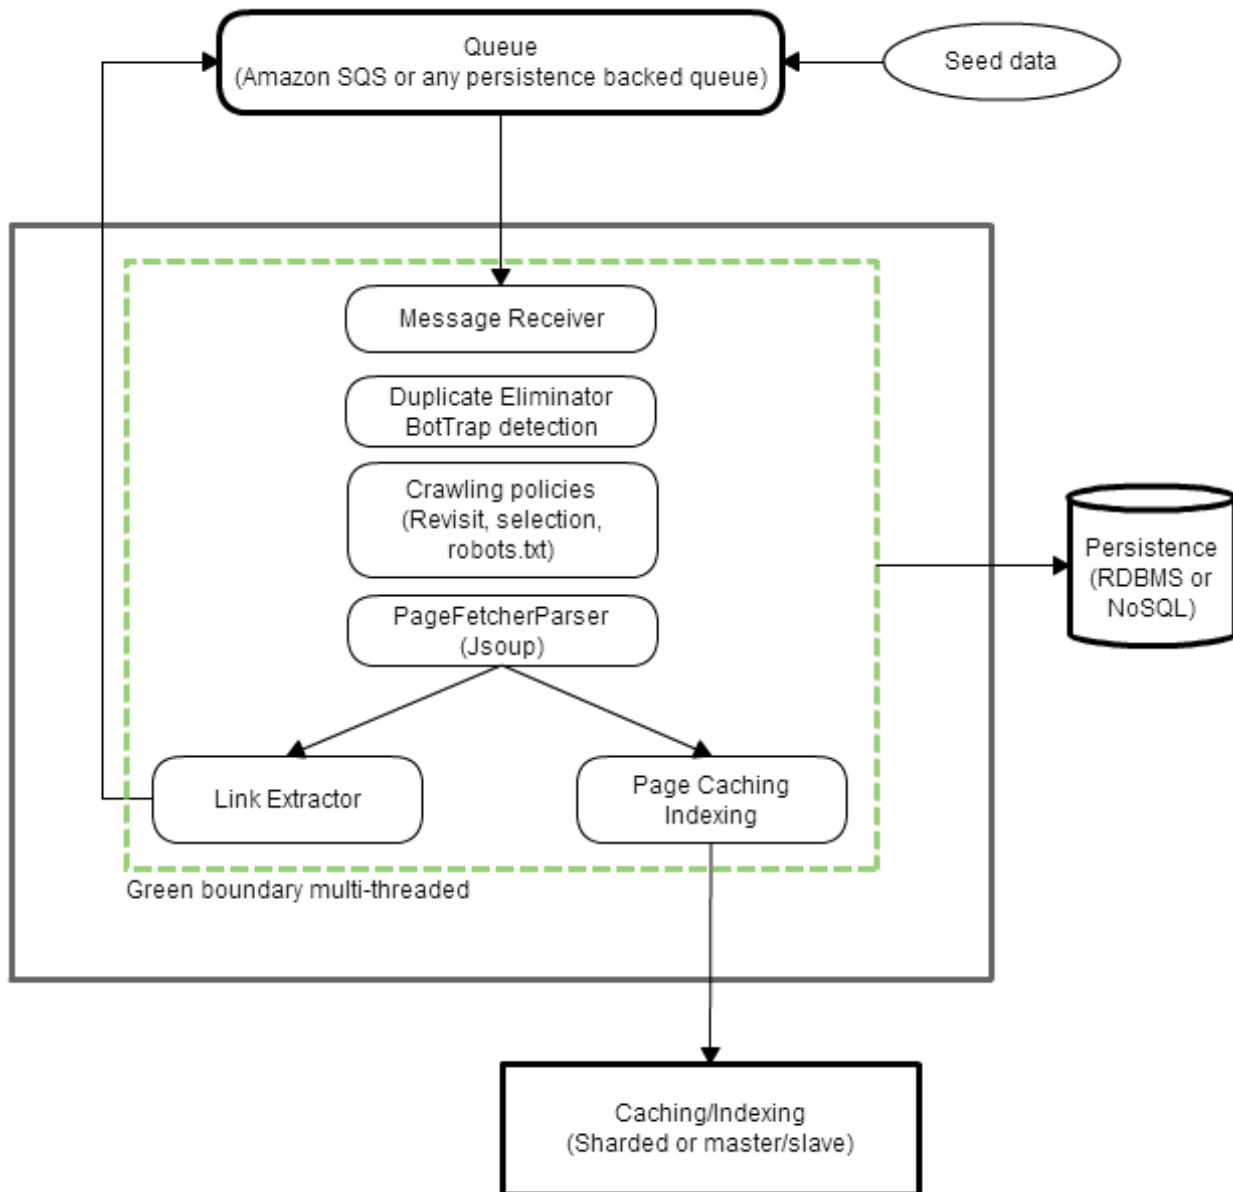 Queue
(Amazon SQS or any persistence backed queue)
Seed data
Message Receiver
Duplicate Eliminator
BotTrap detection
Crawling policies
(Revisit, selection,
robots.txt)
PageFetcherParser
(Jsoup)
Persistence
(RDBMS or
NoSQL)
Link Extractor
Page Caching
Indexing
Green boundary multi-threaded
Caching/Indexing
(Sharded or master/slave)